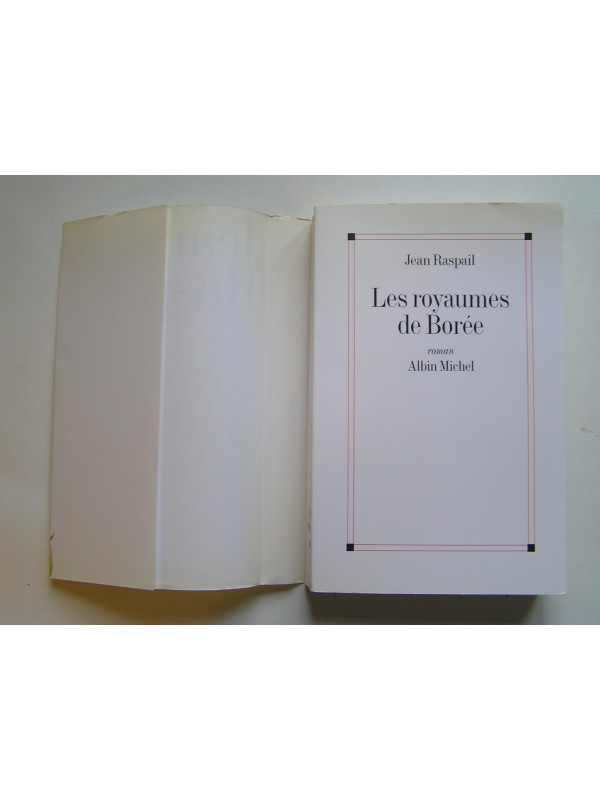 Jean Raspail
Les royaumes
de Borée
roman
Albin Michel